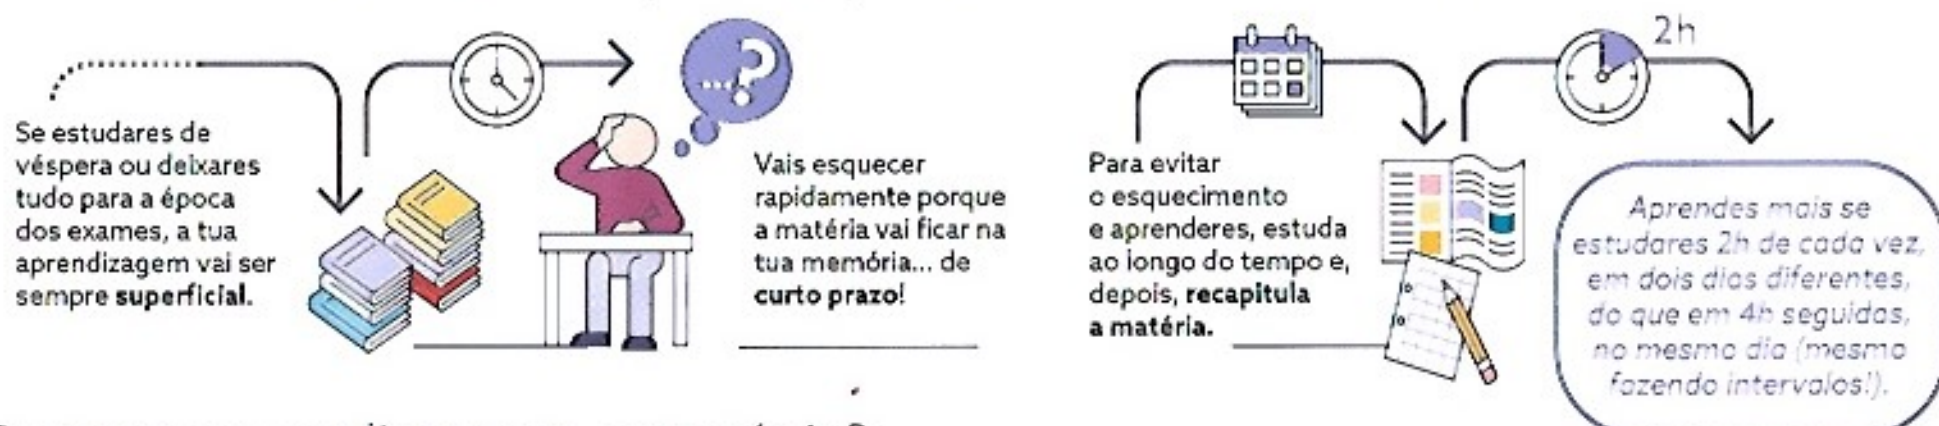 Se estudares de
véspera ou deixares
tudo para a época
dos exames, a tua
aprendizagem vai ser
sempre superficial.
...?
Vais esquecer
rapidamente porque
a matéria vai ficar na
tua memória... de
curto prazo!
Para evitar
o esquecimento
e aprenderes, estuda
ao longo do tempo e,
depois, recapitula
a matéria.
2h
Aprendes mais se
estudares 2h de cada vez,
em dois dias diferentes,
do que em 4h seguidas,
no mesmo dia (mesmo
fazendo intervalos!).